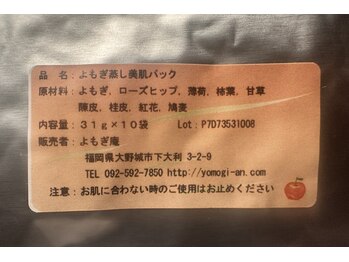 品　名：よもぎ蒸し美肌パック
原材料：よもぎ，ローズヒップ，薄荷，柿葉，甘草
陳皮，桂皮，紅花，鳩麦
内容量：３１ｇ×１０袋　Lot：P7D73531008
販売者：よもぎ庵
福岡県大野城市下大利 3-2-9
TEL 092-592-7850 http://yomogi-an.com/
注意：お肌に合わない時のご使用はお止めください